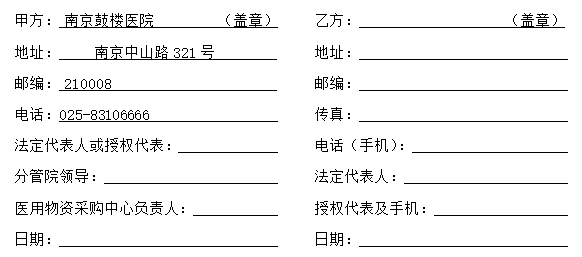 甲方： 南京鼓楼医院 （盖章）
地址： 南京中山路 321 号
邮编： 210008
电话：025-83106666
法定代表人或授权代表：
分管院领导：
医用物资采购中心负责人：
日期：
乙方： （盖章）
地址：
邮编：
传真：
电话（手机）：
法定代表人：
授权代表及手机：
日期：